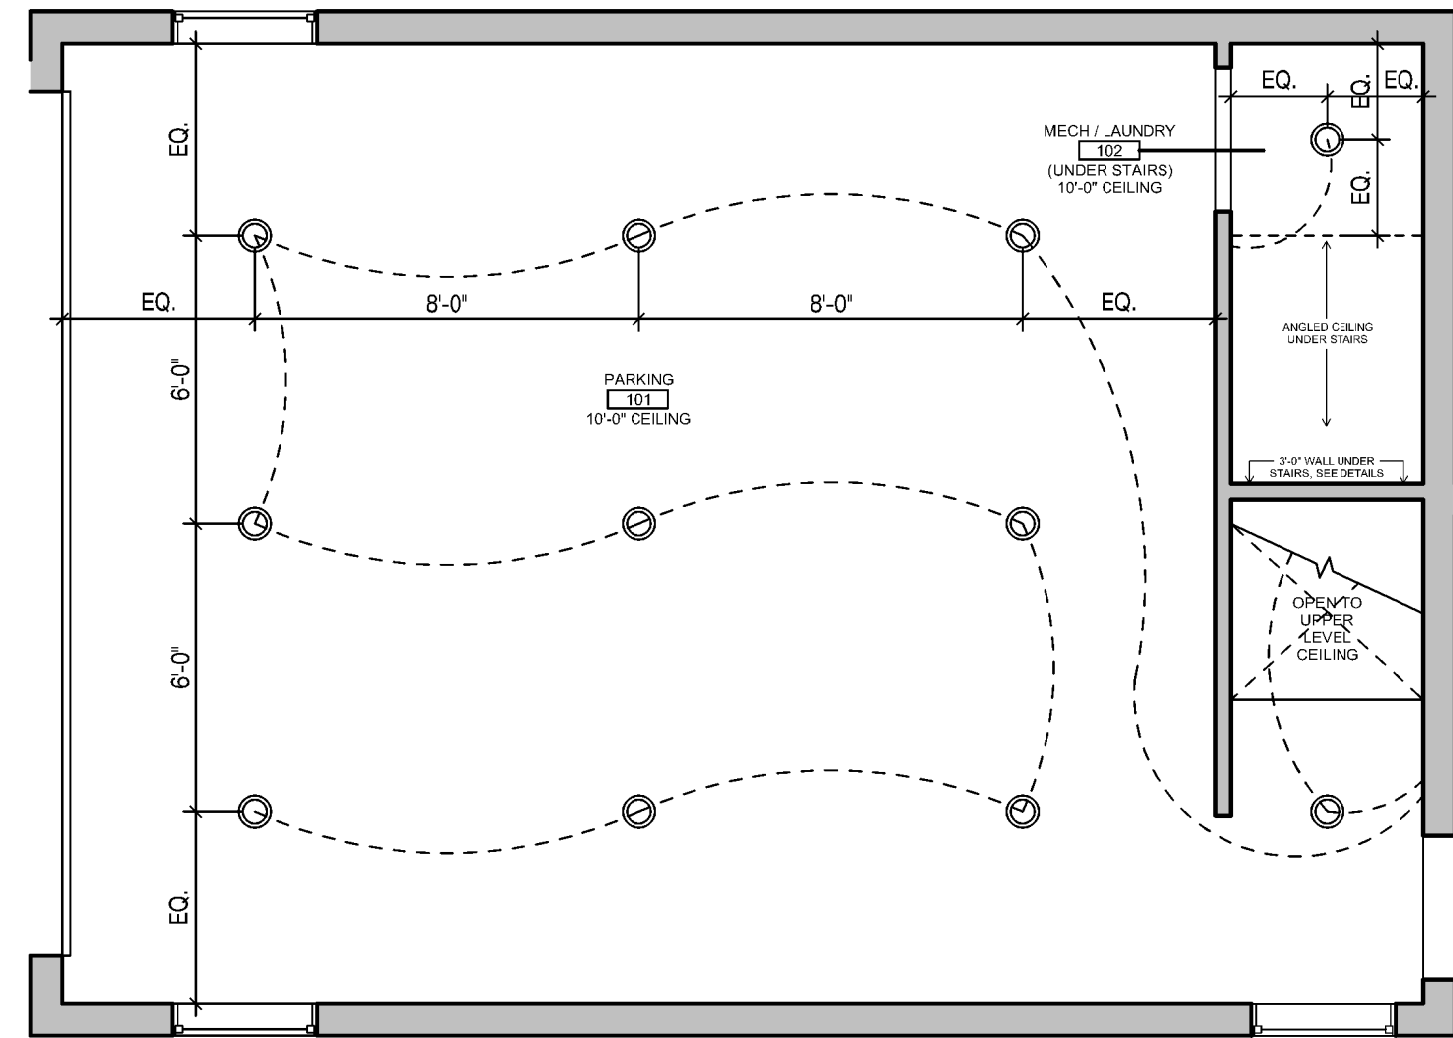 EQ.
EQ.
EQ.
EQ.
MECH / LAUNDRY
102
(UNDER STAIRS)
10'-0" CEILING
EQ.
EQ.
8'-0"
8'-0"
EQ.
ANGLED CEILING
UNDER STAIRS
6'-0"
PARKING
101
10'-0" CEILING
3'-0" WALL UNDER
STAIRS, SEE DETAILS
OPEN TO
UPPER
LEVEL
CEILING
6'-0"
EQ.